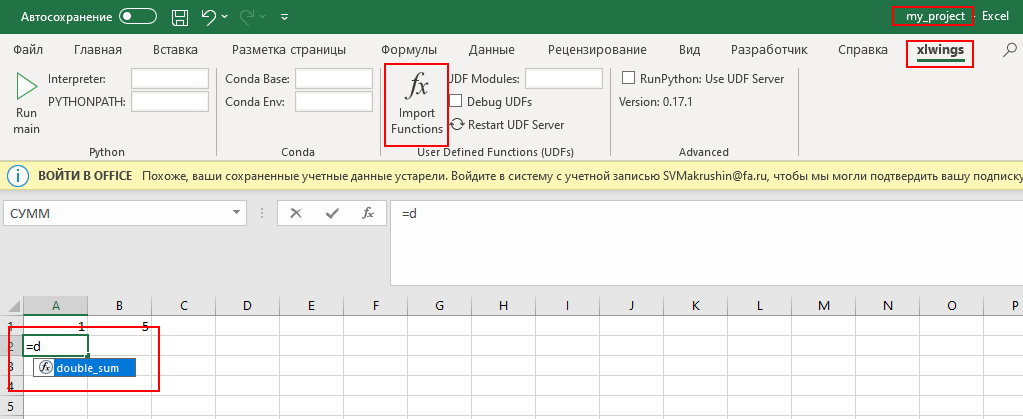 Автосохранение my_project - Excel
Файл Главная Вставка Разметка страницы Формулы Данные Рецензирование Вид Разработчик Справка xlwings
Interpreter: Conda Base: fx UDF Modules: RunPython: Use UDF Server
PYTHONPATH: Conda Env: Debug UDFs Version: 0.17.1
Run main Import Functions Restart UDF Server
Python Conda User Defined Functions (UDFs) Advanced
ВОЙТИ В OFFICE Похоже, ваши сохраненные учетные данные устарели. Войдите в систему с учетной записью SVMakrushin@fa.ru, чтобы мы могли подтвердить вашу подписку
СУММ fx =d
A B C D E F G H I J K L M N O P
1 1 5
2 =d
3 fx double_sum
4
5